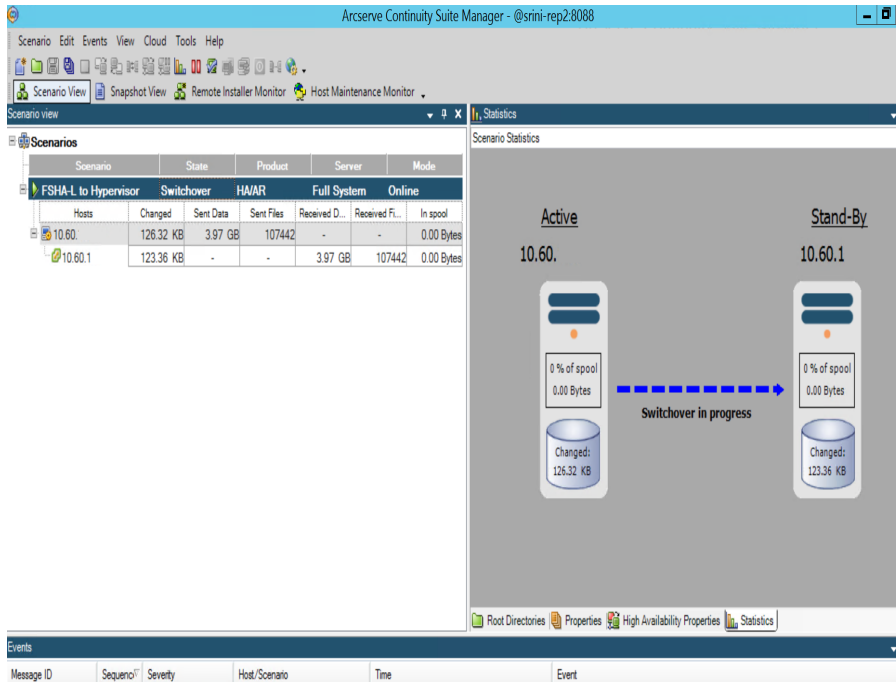 Arcserve Continuity Suite Manager - @srini-rep2:8088
Scenario Edit Events View Cloud Tools Help
Scenario View Snapshot View Remote Installer Monitor Host Maintenance Monitor
Scenario view
Scenarios
Scenario State Product Server Mode
FSHA-L to Hypervisor Switchover HA/AR Full System Online
Hosts Changed Sent Data Sent Files Received D... Received Fi... In spool
10.60. 126.32 KB 3.97 GB 107442 - - 0.00 Bytes
10.60.1 123.36 KB - - 3.97 GB 107442 0.00 Bytes
Statistics
Scenario Statistics
Active Stand-By
10.60. 10.60.1
0 % of spool 0 % of spool
0.00 Bytes 0.00 Bytes
Switchover in progress
Changed: Changed:
126.32 KB 123.36 KB
Root Directories Properties High Availability Properties Statistics
Events
Message ID Sequenc Severity Host/Scenario Time Event